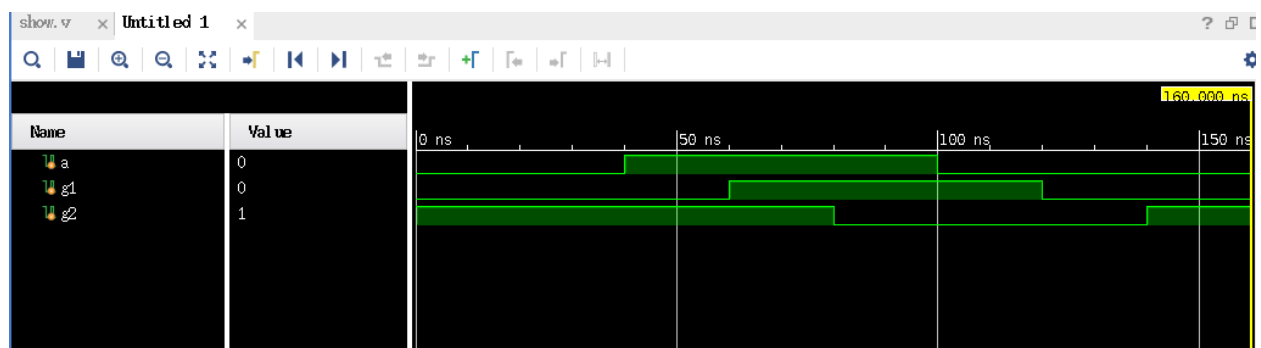 show.v × Untitled 1 ×
?
160.000 ns
Name Value
0 ns 50 ns 100 ns 150 ns
a 0
g1 0
g2 1